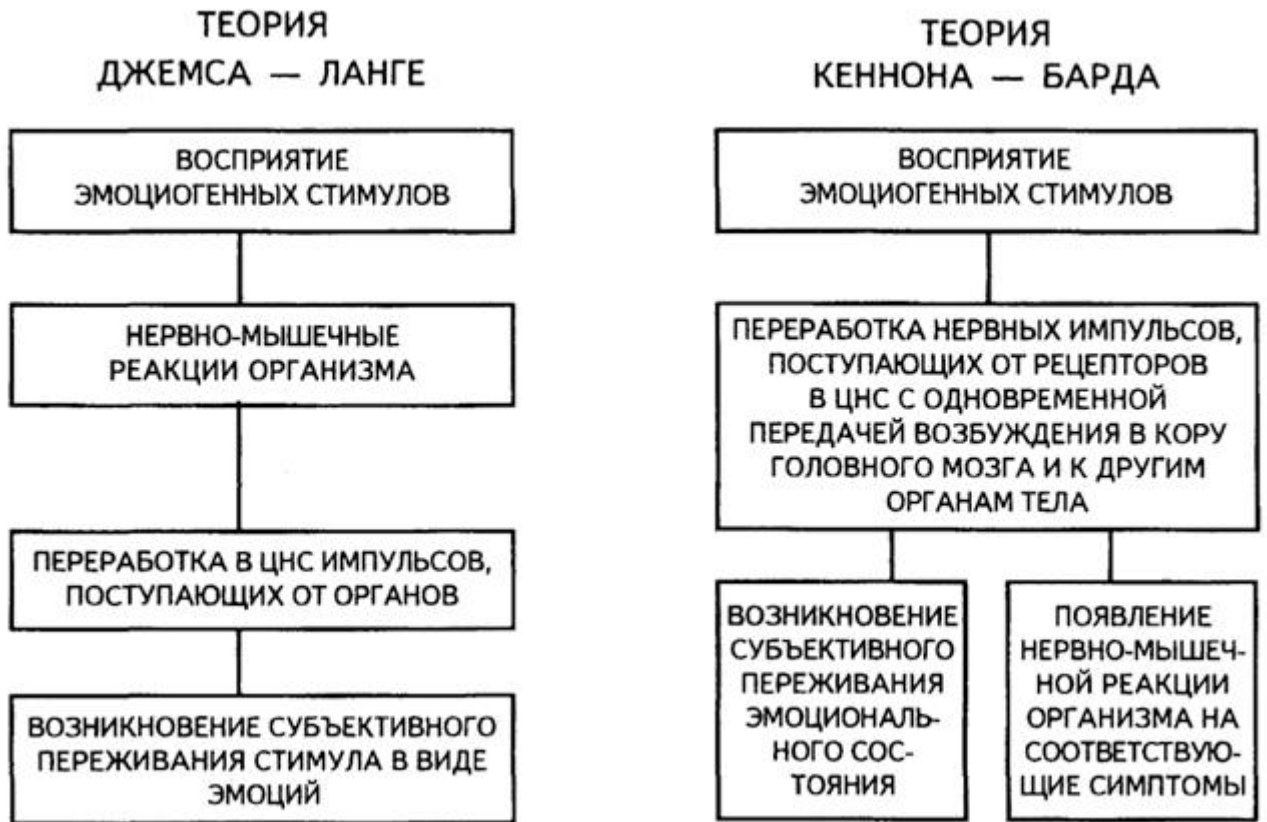 ТЕОРИЯ
ДЖЕМСА — ЛАНГЕ
ВОСПРИЯТИЕ
ЭМОЦИОГЕННЫХ СТИМУЛОВ
НЕРВНО-МЫШЕЧНЫЕ
РЕАКЦИИ ОРГАНИЗМА
ПЕРЕРАБОТКА В ЦНС ИМПУЛЬСОВ,
ПОСТУПАЮЩИХ ОТ ОРГАНОВ
ВОЗНИКНОВЕНИЕ СУБЪЕКТИВНОГО
ПЕРЕЖИВАНИЯ СТИМУЛА В ВИДЕ
ЭМОЦИЙ
ТЕОРИЯ
КЕННОНА — БАРДА
ВОСПРИЯТИЕ
ЭМОЦИОГЕННЫХ СТИМУЛОВ
ПЕРЕРАБОТКА НЕРВНЫХ ИМПУЛЬСОВ,
ПОСТУПАЮЩИХ ОТ РЕЦЕПТОРОВ
В ЦНС С ОДНОВРЕМЕННОЙ
ПЕРЕДАЧЕЙ ВОЗБУЖДЕНИЯ В КОРУ
ГОЛОВНОГО МОЗГА И К ДРУГИМ
ОРГАНАМ ТЕЛА
ВОЗНИКНОВЕНИЕ
СУБЪЕКТИВНОГО
ПЕРЕЖИВАНИЯ
ЭМОЦИОНАЛЬ-
НОГО СОС-
ТОЯНИЯ
ПОЯВЛЕНИЕ
НЕРВНО-МЫШЕЧ-
НОЙ РЕАКЦИИ
ОРГАНИЗМА НА
СООТВЕТСТВУЮ-
ЩИЕ СИМПТОМЫ